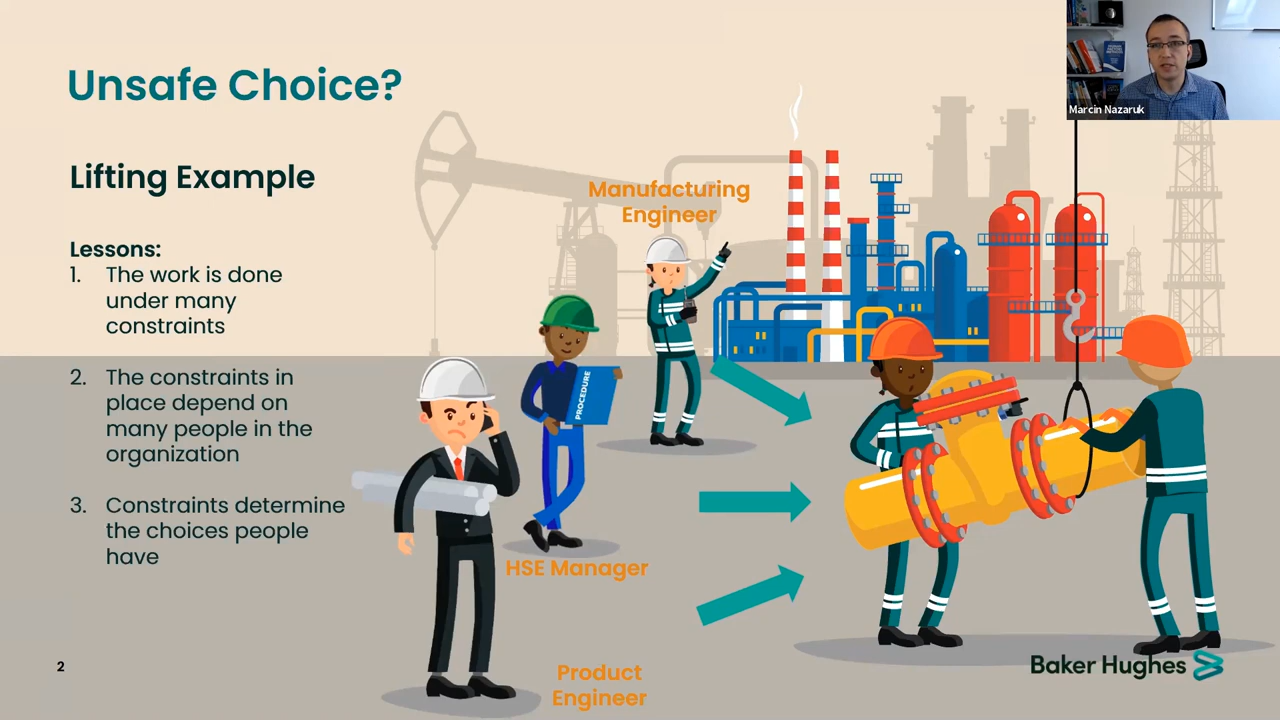 Unsafe Choice?
Marcin Nazaruk
Lifting Example
Manufacturing
Engineer
Lessons:
1. The work is done
under many
constraints
2. The constraints in
place depend on
many people in the
organization
3. Constraints determine
the choices people
have
PROCEDURE
HSE Manager
Product
Engineer
2
Baker Hughes